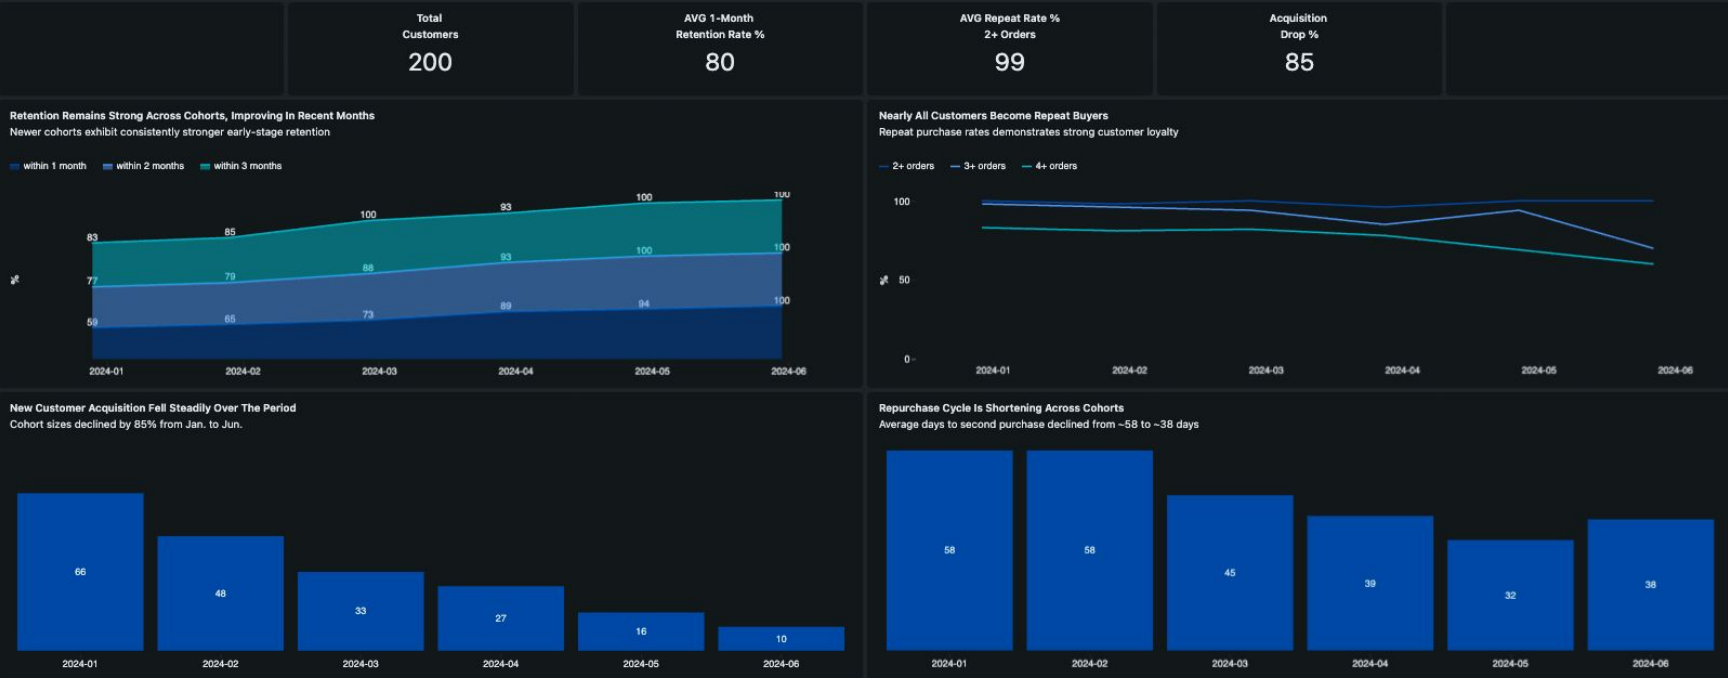 Total
Customers
200
AVG 1-Month
Retention Rate %
80
AVG Repeat Rate %
2+ Orders
99
Acquisition
Drop %
85
Retention Remains Strong Across Cohorts, Improving In Recent Months
Newer cohorts exhibit consistently stronger early-stage retention
within 1 month within 2 months within 3 months
83 85 100 93 100 100
77 79 88 93 100 100
59 65 73 89 94 100
%
2024-01 2024-02 2024-03 2024-04 2024-05 2024-06
Nearly All Customers Become Repeat Buyers
Repeat purchase rates demonstrates strong customer loyalty
2+ orders 3+ orders 4+ orders
100
% 50
0
2024-01 2024-02 2024-03 2024-04 2024-05 2024-06
New Customer Acquisition Fell Steadily Over The Period
Cohort sizes declined by 85% from Jan. to Jun.
66 48 33 27 16 10
2024-01 2024-02 2024-03 2024-04 2024-05 2024-06
Repurchase Cycle Is Shortening Across Cohorts
Average days to second purchase declined from ~58 to ~38 days
58 58 45 39 32 38
2024-01 2024-02 2024-03 2024-04 2024-05 2024-06